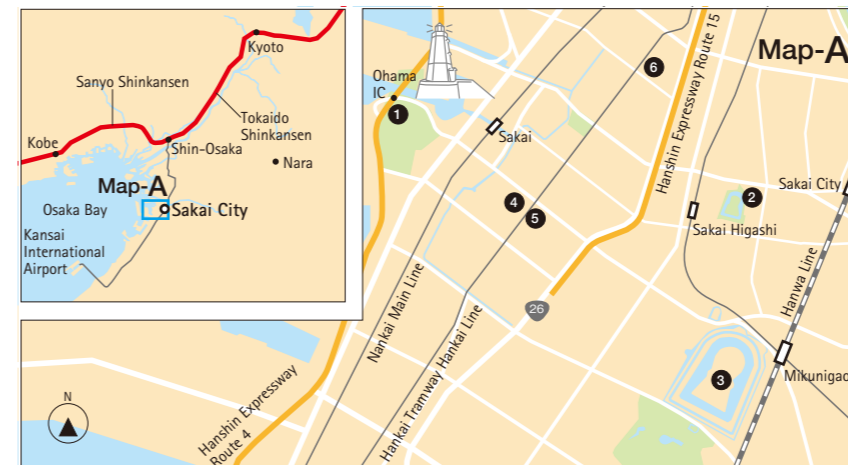 Kyoto
Sanyo Shinkansen
Tokaido
Shinkansen
Kobe
Shin-Osaka
Nara
Map-A
Osaka Bay
Sakai City
Kansai
International
Airport
N
Map-A
Ohama
IC
1
Sakai
6
Hanshin Expressway Route 15
2
Sakai City
4
5
Sakai Higashi
Nankai Main Line
Hankai Tramway Hankai Line
26
Hanwa Line
3
Mikunigao
Hanshin Expressway
Route 4